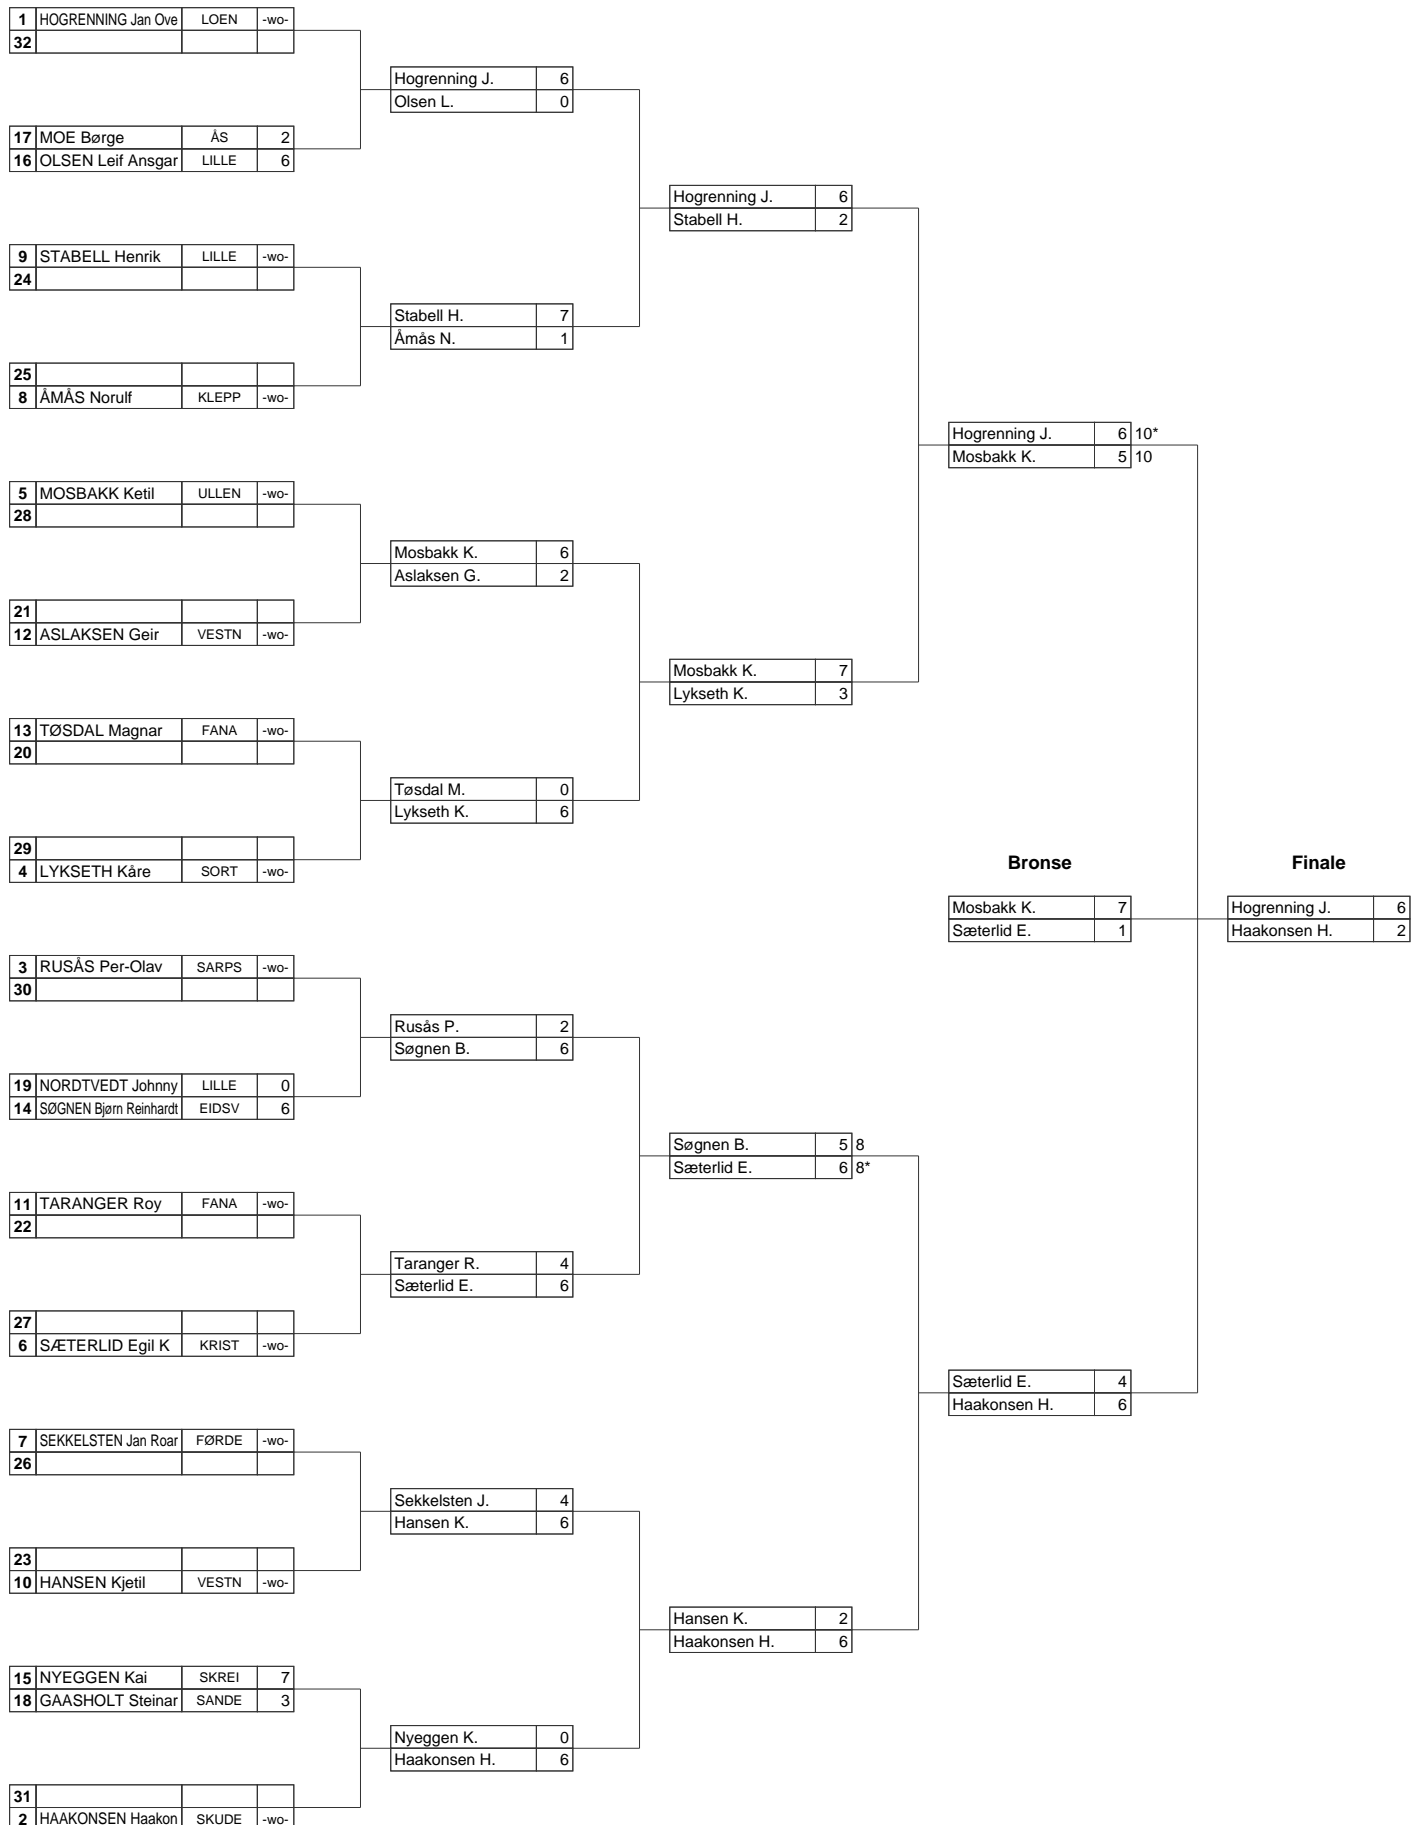 1 HOGRENNING Jan Ove LOEN -wo-
32
Hogrenning J. 6
Olsen L. 0
17 MOE Børge ÅS 2
16 OLSEN Leif Ansgar LILLE 6
Hogrenning J. 6
Stabell H. 2
9 STABELL Henrik LILLE -wo-
24
Stabell H. 7
Åmås N. 1
25
8 ÅMÅS Norulf KLEPP -wo-
Hogrenning J. 6 10*
Mosbakk K. 5 10
5 MOSBAKK Ketil ULLEN -wo-
28
Mosbakk K. 6
Aslaksen G. 2
21
12 ASLAKSEN Geir VESTN -wo-
Mosbakk K. 7
Lykseth K. 3
13 TØSDAL Magnar FANA -wo-
20
Tøsdal M. 0
Lykseth K. 6
29
4 LYKSETH Kåre SORT -wo-
Bronse Finale
Mosbakk K. 7 Hogrenning J. 6
Sæterlid E. 1 Haakonsen H. 2
3 RUSÅS Per-Olav SARPS -wo-
30
Rusås P. 2
Søgnen B. 6
19 NORDTVEDT Johnny LILLE 0
14 SØGNEN Bjørn Reinhardt EIDSV 6
Søgnen B. 5 8
Sæterlid E. 6 8*
11 TARANGER Roy FANA -wo-
22
Taranger R. 4
Sæterlid E. 6
27
6 SÆTERLID Egil K KRIST -wo-
Sæterlid E. 4
Haakonsen H. 6
7 SEKKELSTEN Jan Roar FØRDE -wo-
26
Sekkelsten J. 4
Hansen K. 6
23
10 HANSEN Kjetil VESTN -wo-
Hansen K. 2
Haakonsen H. 6
15 NYEGGEN Kai SKREI 7
18 GAASHOLT Steinar SANDE 3
Nyeggen K. 0
Haakonsen H. 6
31
2 HAAKONSEN Haakon SKUDE -wo-